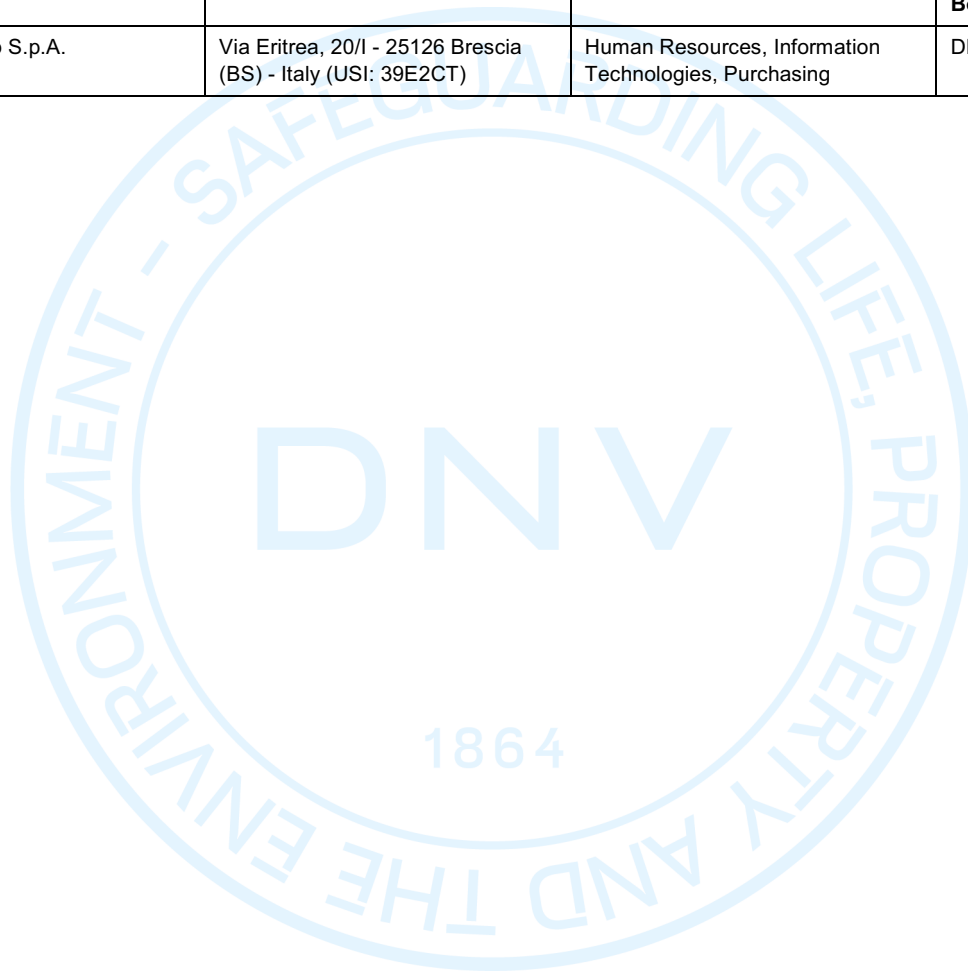 S.p.A.
Via Eritrea, 20/I - 25126 Brescia
(BS) - Italy (USI: 39E2CT)
Human Resources, Information
Technologies, Purchasing
SAFEGUARDING LIFE, PROPERTY AND THE ENVIRONMENT -
DNV
1864